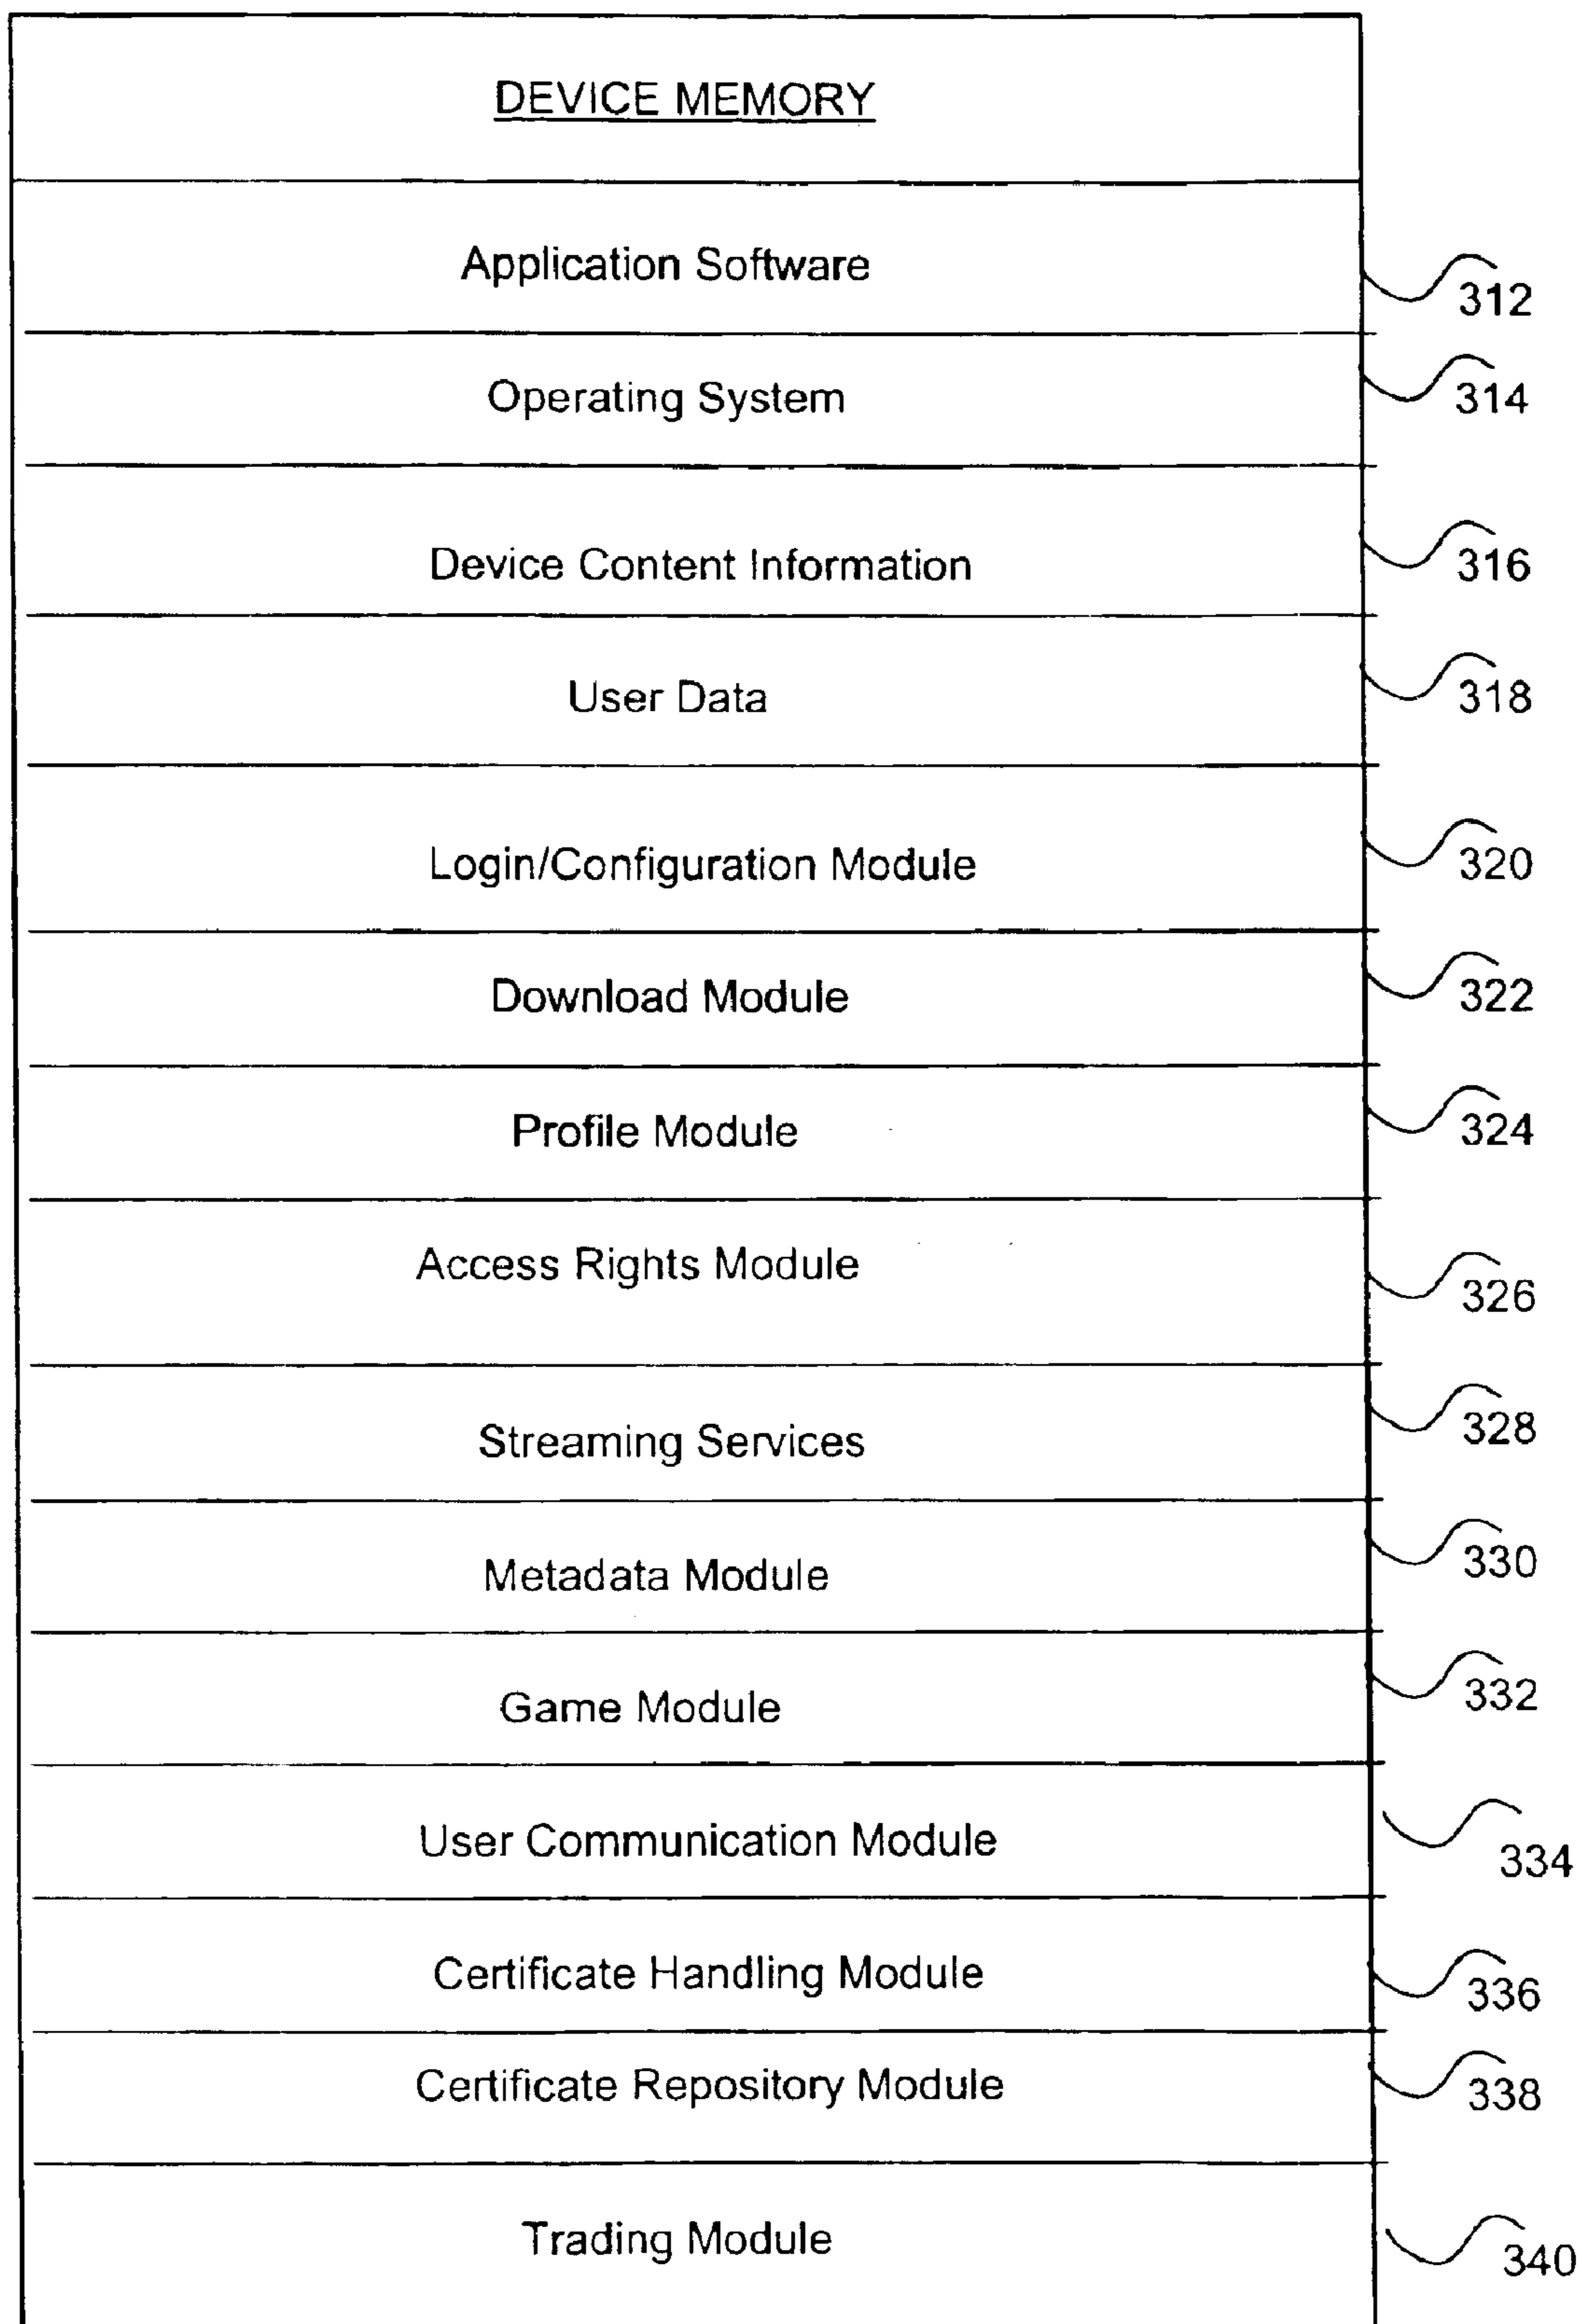 DEVICE MEMORY
Application Software
312
Operating System
314
Device Content Information
316
User Data
318
Login/Configuration Module
320
Download Module
322
Profile Module
324
Access Rights Module
326
Streaming Services
328
Metadata Module
330
Game Module
332
User Communication Module
334
Certificate Handling Module
336
Certificate Repository Module
338
Trading Module
340